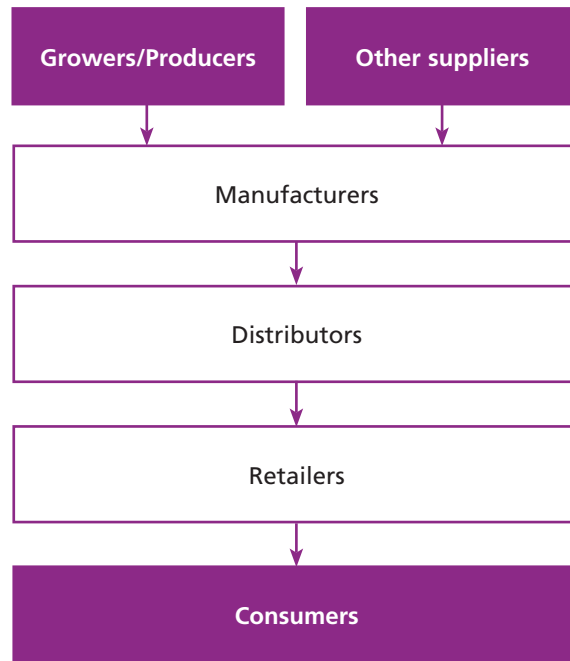 Growers/Producers
Other suppliers
Manufacturers
Distributors
Retailers
Consumers